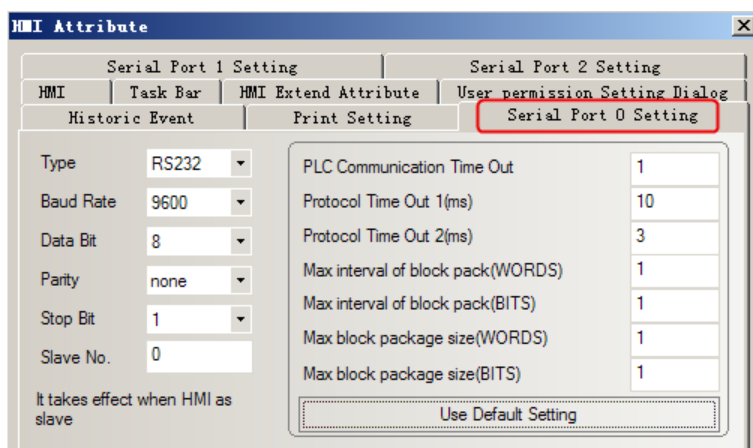 HMI Attribute
Serial Port 1 Setting Serial Port 2 Setting
HMI Task Bar HMI Extend Attribute User permission Setting Dialog
Historic Event Print Setting Serial Port 0 Setting
Type RS232
Baud Rate 9600
Data Bit 8
Parity none
Stop Bit 1
Slave No. 0
It takes effect when HMI as
slave
PLC Communication Time Out 1
Protocol Time Out 1(ms) 10
Protocol Time Out 2(ms) 3
Max interval of block pack(WORDS) 1
Max interval of block pack(BITS) 1
Max block package size(WORDS) 1
Max block package size(BITS) 1
Use Default Setting